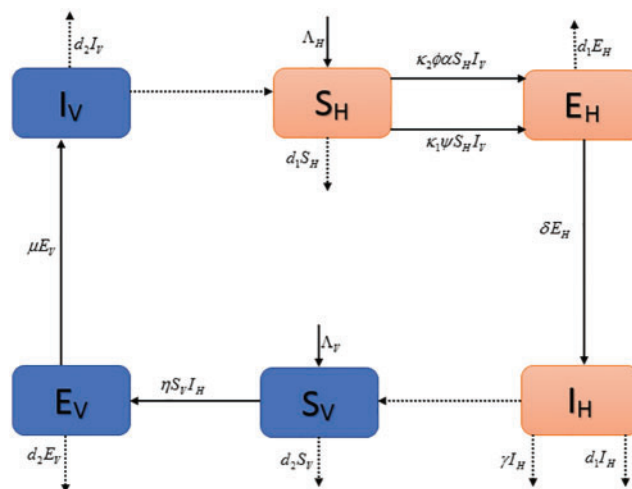 d₂I_V
Λ_H
κ₂ϕαS_HI_V
d₁E_H
I_V
S_H
E_H
κ₁ψS_HI_V
d₁S_H
μE_V
δE_H
Λ_V
ηS_VI_H
E_V
S_V
I_H
d₂E_V
d₂S_V
γI_H
d₁I_H